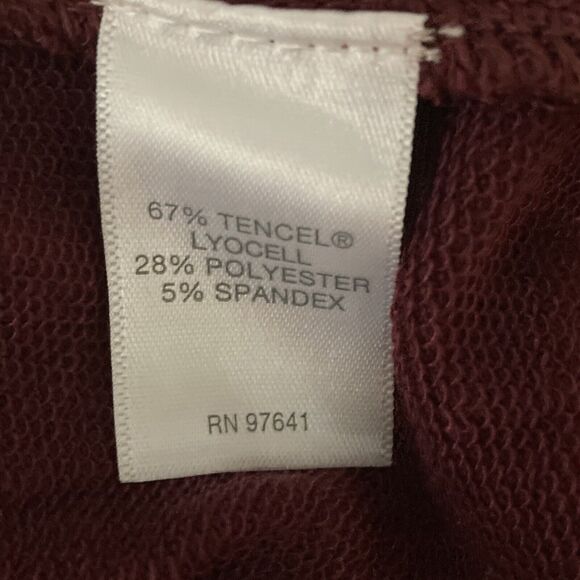 67% TENCEL®
LYOCELL
28% POLYESTER
5% SPANDEX
RN 97641